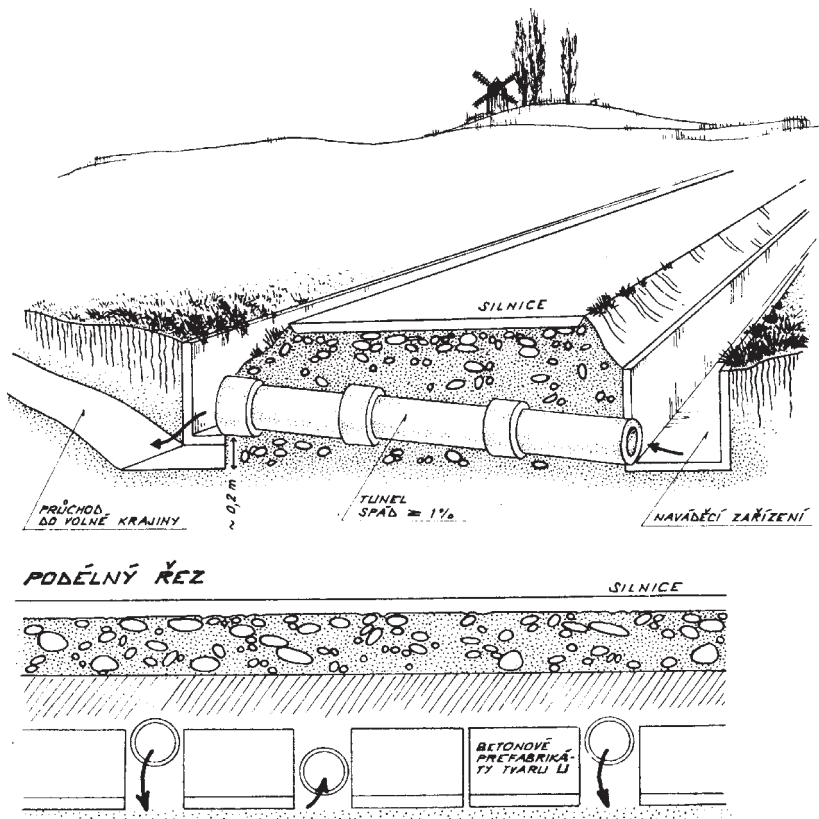 SILNICE
PRŮCHOD
DO VOLNÉ KRAJINY
~ 0,2 m
TUNEL
SPÁD = 1%
NAVÁDĚCÍ ZAŘÍZENÍ
PODÉLNÝ ŘEZ
SILNICE
BETONOVÉ
PREFABRIKÁ-
TY TVARU U